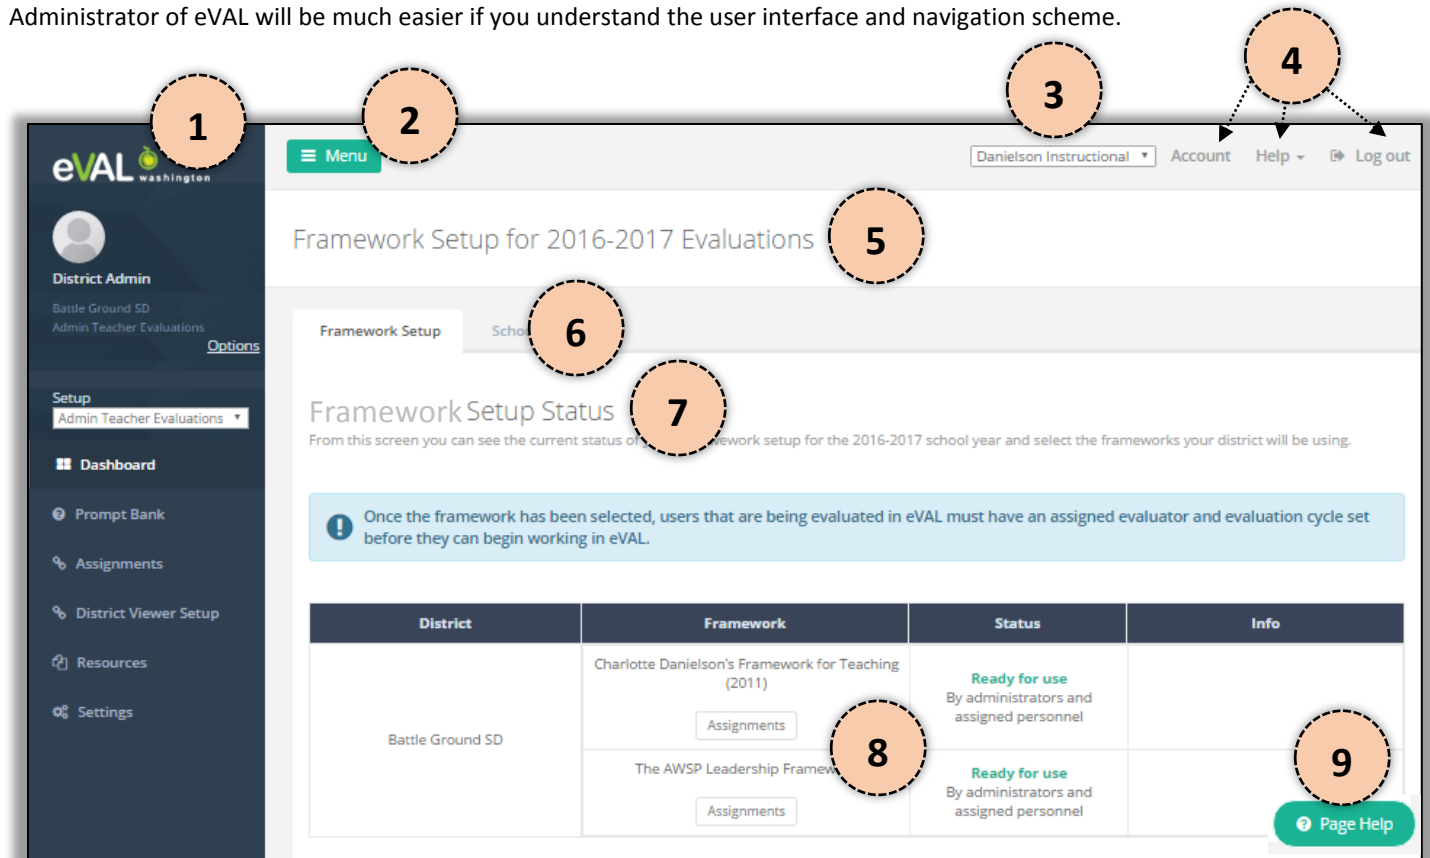 Administrator of eVAL will be much easier if you understand the user interface and navigation scheme.
1
2
3
4
eVAL washington
Menu
Danielson Instructional
Account
Help
Log out
District Admin
Battle Ground SD
Admin Teacher Evaluations
Options
Framework Setup for 2016-2017 Evaluations
5
Framework Setup
6
Setup
Admin Teacher Evaluations
Dashboard
Prompt Bank
Assignments
District Viewer Setup
Resources
Settings
Framework Setup Status
7
From this screen you can see the current status of work setup for the 2016-2017 school year and select the frameworks your district will be using.
Once the framework has been selected, users that are being evaluated in eVAL must have an assigned evaluator and evaluation cycle set
before they can begin working in eVAL.
District
Framework
Status
Info
Battle Ground SD
Charlotte Danielson's Framework for Teaching
(2011)
Assignments
Ready for use
By administrators and
assigned personnel
The AWSP Leadership
Assignments
8
Ready for use
By administrators and
assigned personnel
9
Page Help